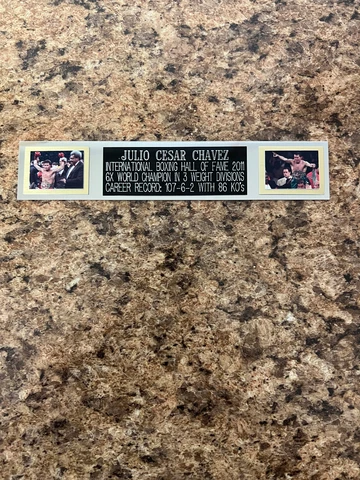 JULIO CESAR CHAVEZ
INTERNATIONAL BOXING HALL OF FAME 2011
6X WORLD CHAMPION IN 3 WEIGHT DIVISIONS
CAREER RECORD: 107-6-2 WITH 86 KO's